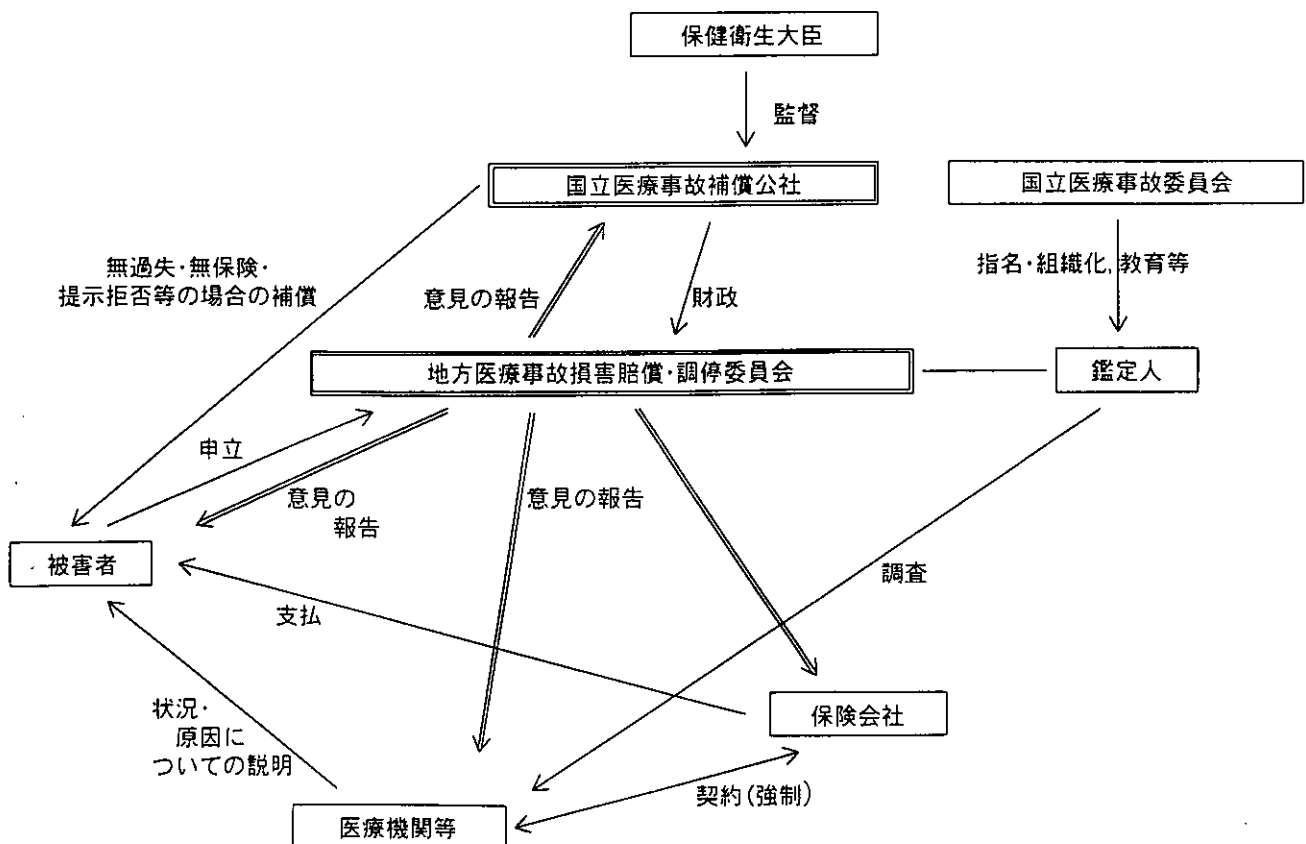 保健衛生大臣
監督
国立医療事故補償公社
国立医療事故委員会
無過失・無保険・
提示拒否等の場合の補償
意見の報告
財政
指名・組織化,教育等
地方医療事故損害賠償・調停委員会
鑑定人
申立
意見の
報告
意見の報告
被害者
調査
支払
状況・
原因に
ついての説明
保険会社
契約(強制)
医療機関等